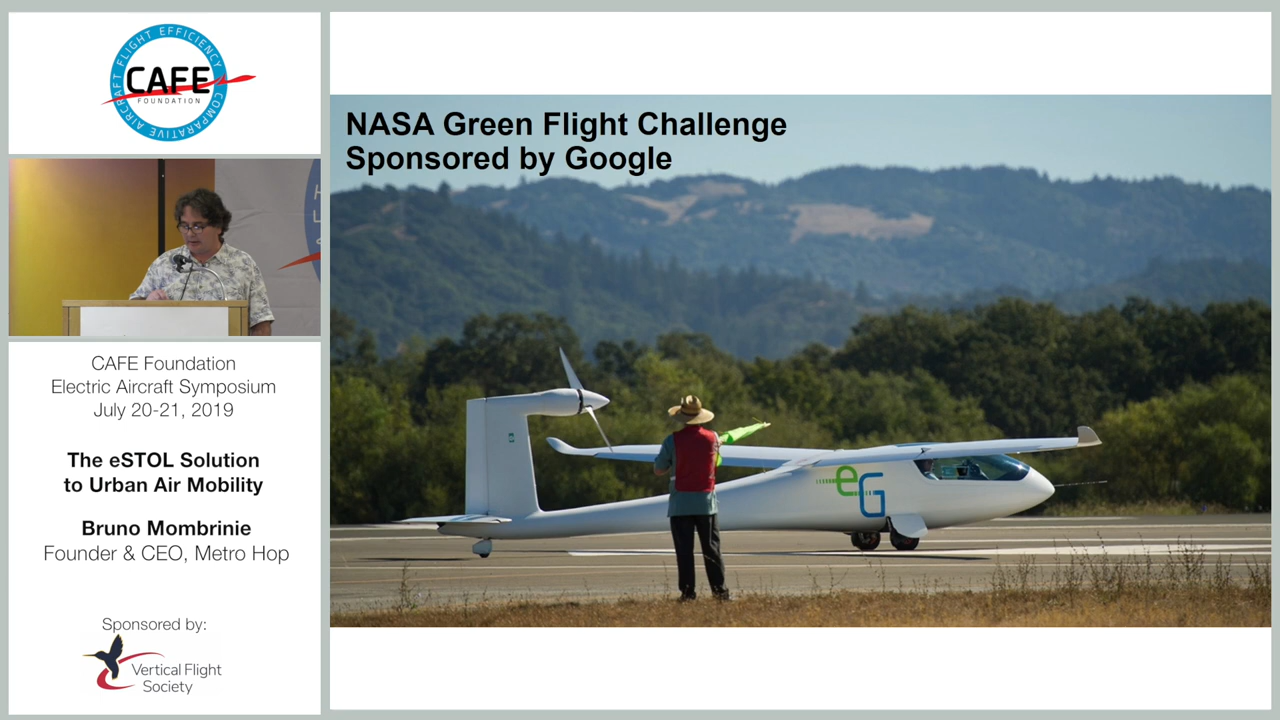 AIRCRAFT FLIGHT EFFICIENCY
COMPARATIVE
CAFE
FOUNDATION
CAFE Foundation
Electric Aircraft Symposium
July 20-21, 2019
The eSTOL Solution
to Urban Air Mobility
Bruno Mombrinie
Founder & CEO, Metro Hop
Sponsored by:
Vertical Flight
Society
NASA Green Flight Challenge
Sponsored by Google
eG